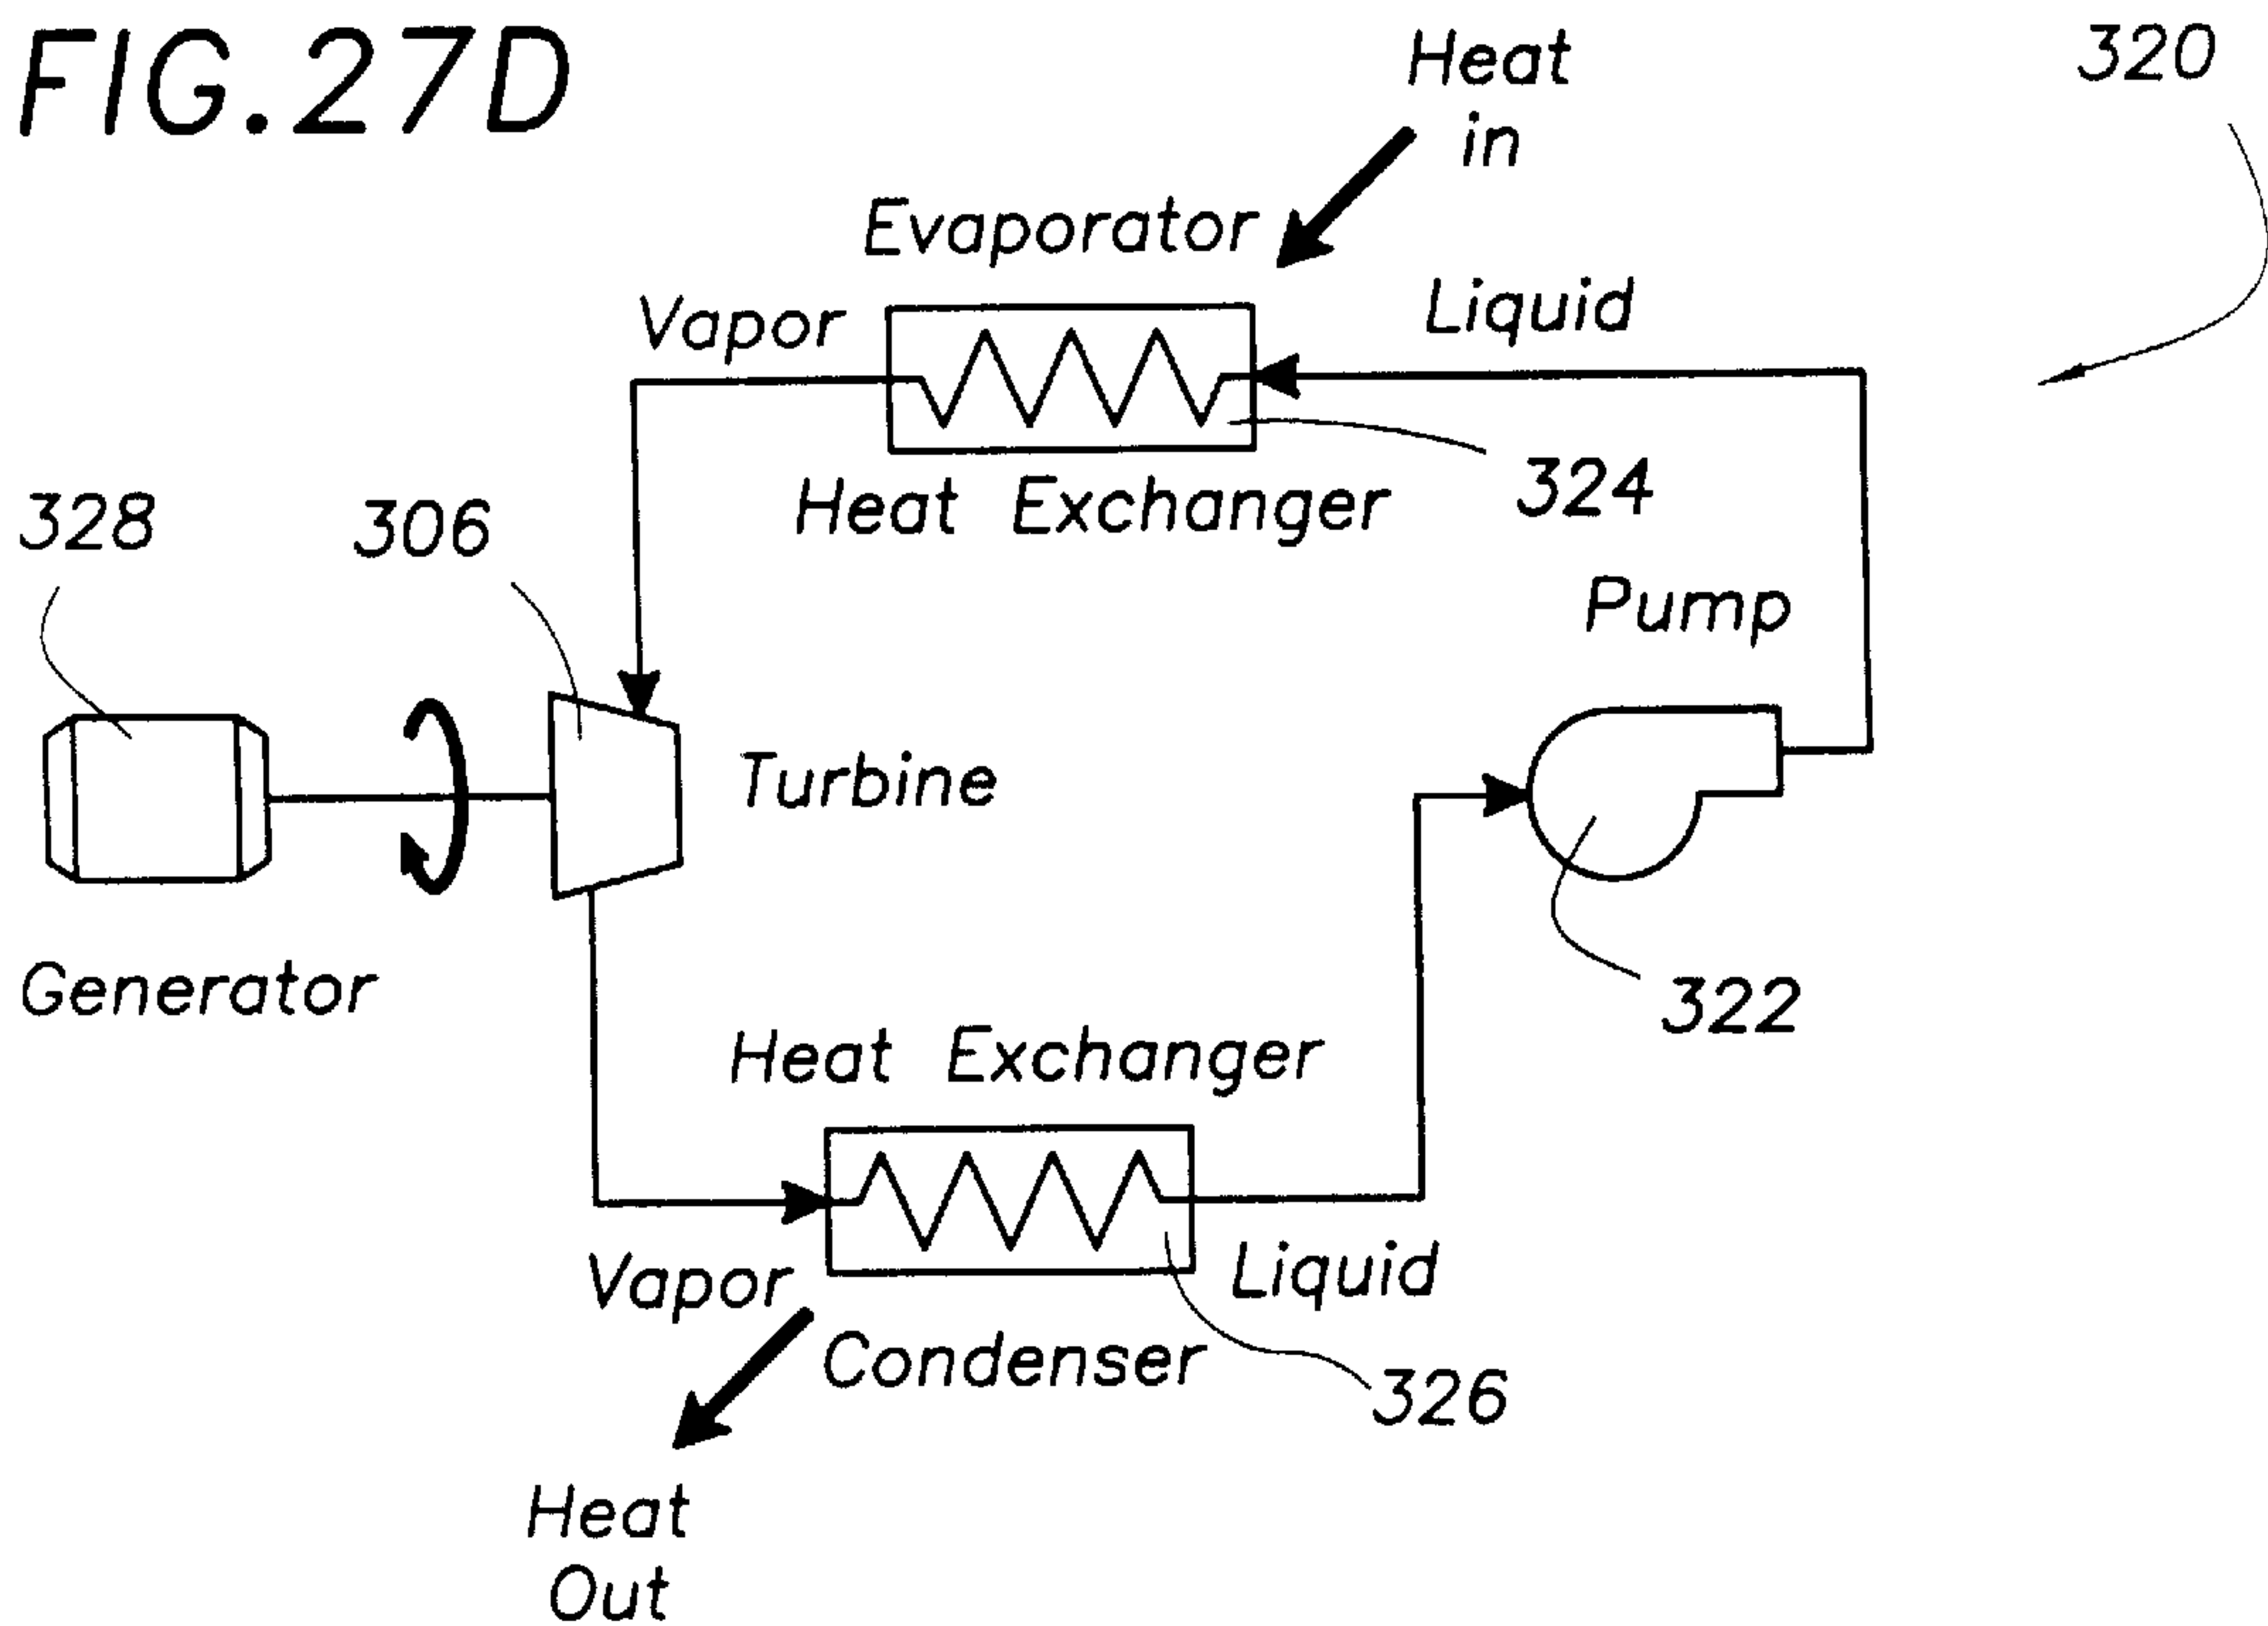 FIG.27D
Heat
in
320
Evaporator
Vapor
Liquid
Heat Exchanger
324
328
306
Pump
Turbine
Generator
322
Heat Exchanger
Vapor
Liquid
Condenser
326
Heat
Out